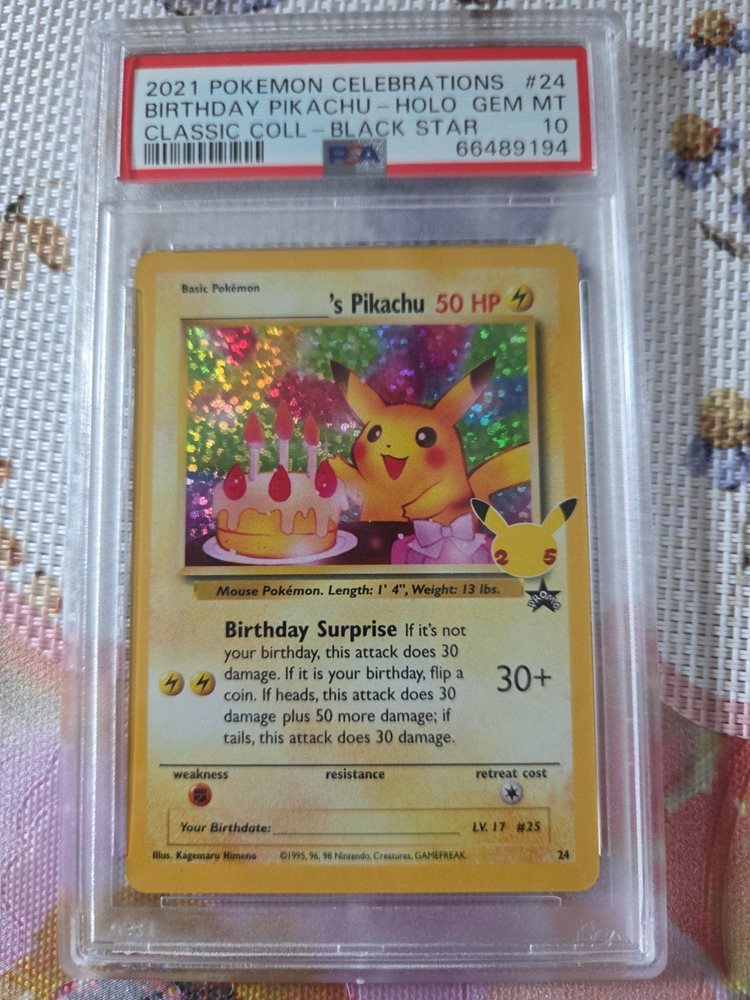 2021 POKEMON CELEBRATIONS #24
BIRTHDAY PIKACHU - HOLO GEM MT
CLASSIC COLL - BLACK STAR 10
PSA 66489194
Basic Pokémon
's Pikachu 50 HP
2 5
Mouse Pokémon. Length: 1' 4", Weight: 13 lbs.
PROMO
Birthday Surprise If it's not
your birthday, this attack does 30
damage. If it is your birthday, flip a
coin. If heads, this attack does 30
damage plus 50 more damage; if
tails, this attack does 30 damage.
30+
weakness resistance retreat cost
Your Birthdate: LV. 17 #25
Illus. Kagemaru Himeno ©1995, 96, 98 Nintendo, Creatures, GAMEFREAK. 24